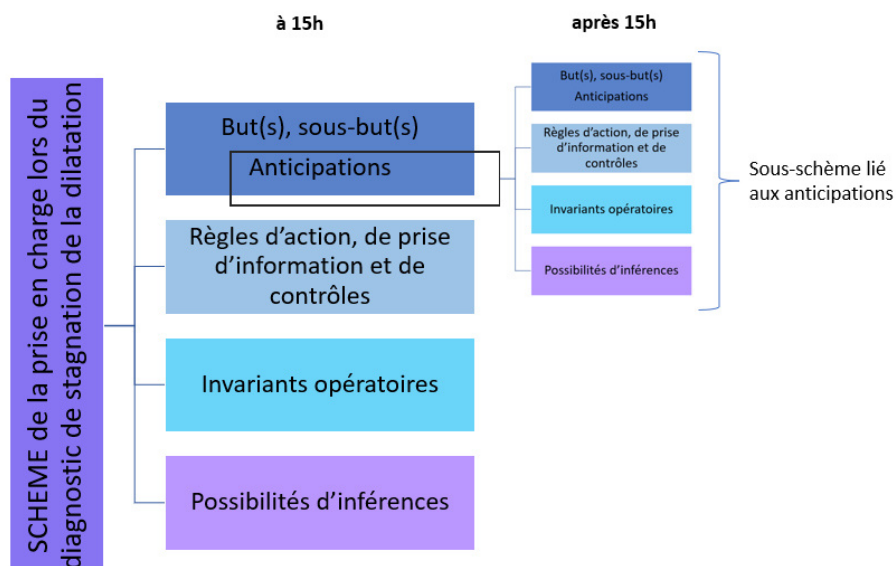 à 15h
après 15h
SCHEME de la prise en charge lors du
diagnostic de stagnation de la dilatation
But(s), sous-but(s)
Anticipations
Règles d’action, de prise
d’information et de
contrôles
Invariants opératoires
Possibilités d’inférences
But(s), sous-but(s)
Anticipations
Règles d’action, de prise
d’information et de
contrôles
Invariants opératoires
Possibilités d’inférences
Sous-schème lié
aux anticipations